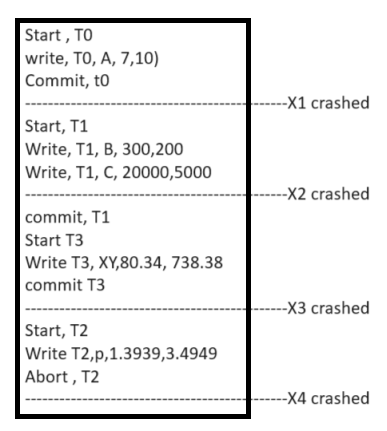 Start , T0
write, T0, A, 7,10)
Commit, t0
-----------------------------------------------X1 crashed
Start, T1
Write, T1, B, 300,200
Write, T1, C, 20000,5000
-----------------------------------------------X2 crashed
commit, T1
Start T3
Write T3, XY,80.34, 738.38
commit T3
-----------------------------------------------X3 crashed
Start, T2
Write T2,p,1.3939,3.4949
Abort , T2
-----------------------------------------------X4 crashed